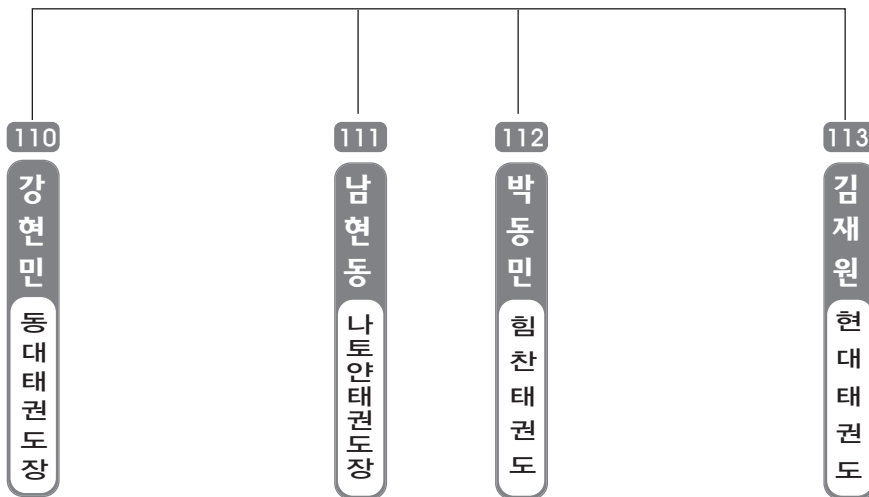 110
강현민
동대태권도장
111
남현동
나토얀태권도장
112
박동민
힘찬태권도
113
김재원
현대태권도